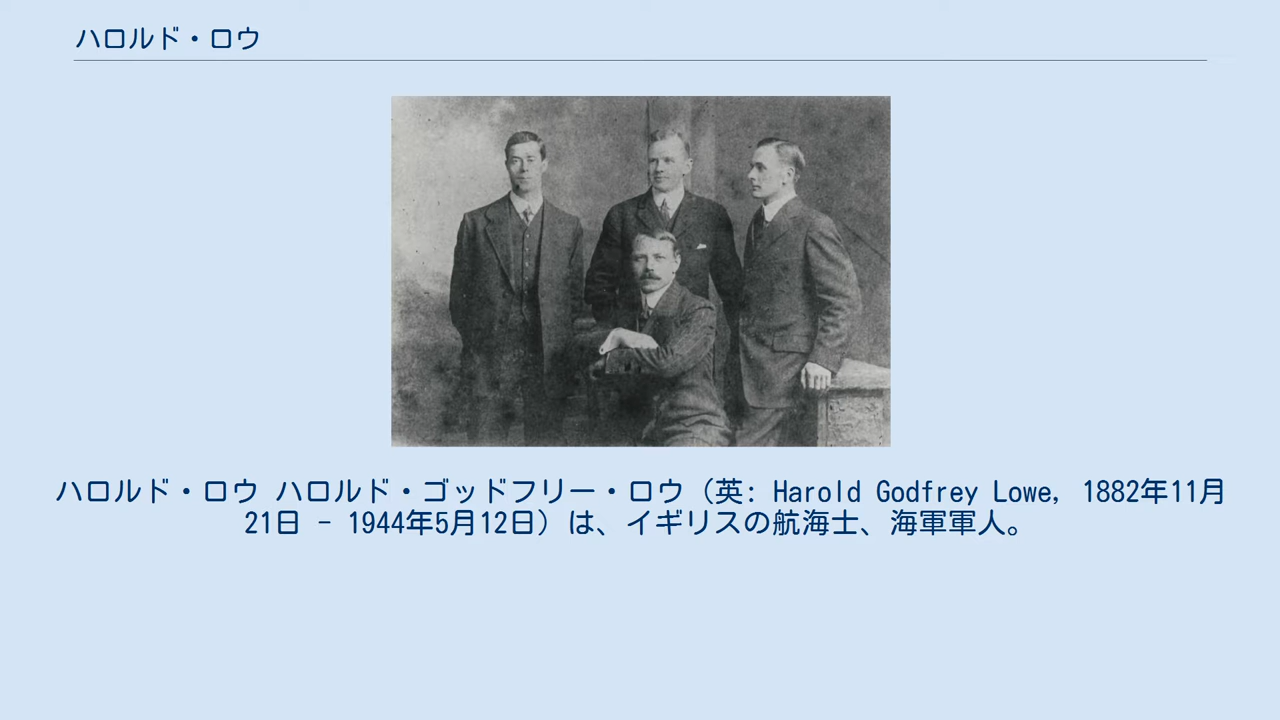 ハロルド・ロウ
ハロルド・ロウ ハロルド・ゴッドフリー・ロウ（英: Harold Godfrey Lowe, 1882年11月
21日 - 1944年5月12日）は、イギリスの航海士、海軍軍人。